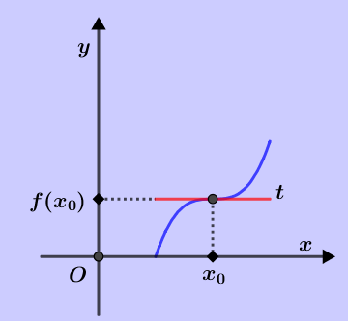 y
f(x₀)
t
x
O
x₀